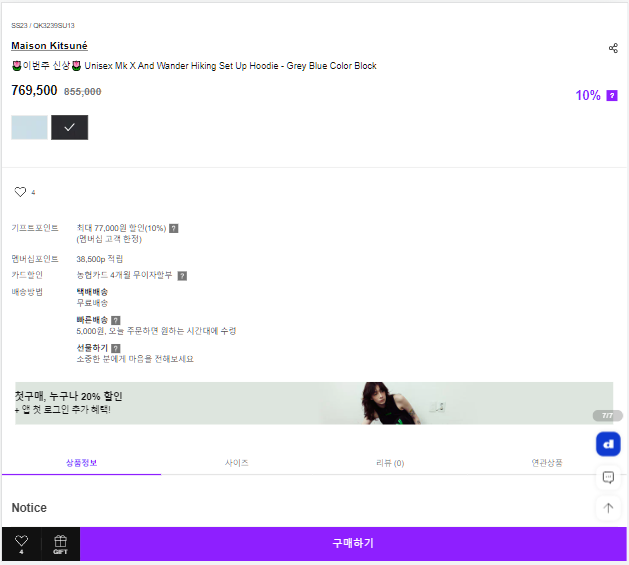 SS23 / QK3239SU13
Maison Kitsuné
🌷이번주 신상🌷 Unisex Mk X And Wander Hiking Set Up Hoodie - Grey Blue Color Block
769,500 855,000
10% ?
4
기프트포인트 최대 77,000원 할인(10%) ?
(멤버십 고객 한정)
멤버십포인트 38,500p 적립
카드할인 농협카드 4개월 무이자할부 ?
배송방법 택배배송
무료배송
빠른배송 ?
5,000원, 오늘 주문하면 원하는 시간대에 수령
선물하기 ?
소중한 분에게 마음을 전해보세요
첫구매, 누구나 20% 할인
+ 앱 첫 로그인 추가 혜택!
7/7
d
상품정보 사이즈 리뷰 (0) 연관상품
Notice
4 GIFT 구매하기